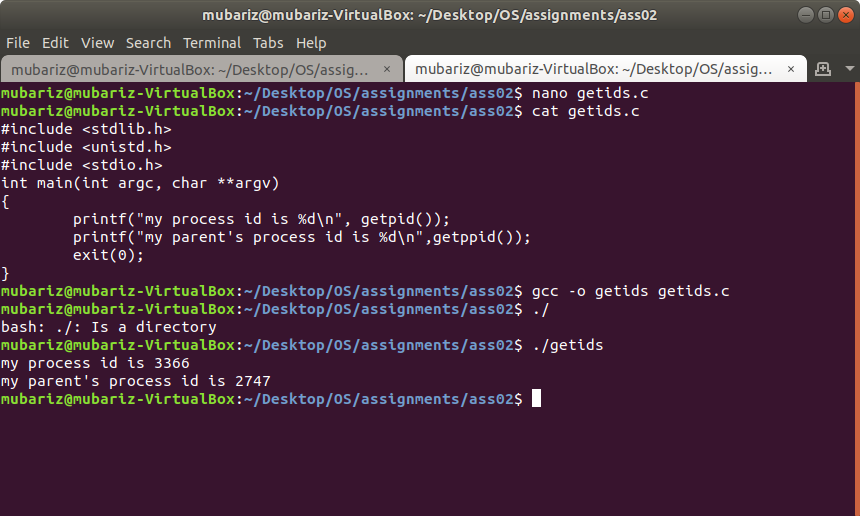 mubariz@mubariz-VirtualBox: ~/Desktop/OS/assignments/ass02
File Edit View Search Terminal Tabs Help
mubariz@mubariz-VirtualBox: ~/Desktop/OS/assig... × mubariz@mubariz-VirtualBox: ~/Desktop/OS/assig... ×
mubariz@mubariz-VirtualBox:~/Desktop/OS/assignments/ass02$ nano getids.c
mubariz@mubariz-VirtualBox:~/Desktop/OS/assignments/ass02$ cat getids.c
#include <stdlib.h>
#include <unistd.h>
#include <stdio.h>
int main(int argc, char **argv)
{
        printf("my process id is %d\n", getpid());
        printf("my parent's process id is %d\n",getppid());
        exit(0);
}
mubariz@mubariz-VirtualBox:~/Desktop/OS/assignments/ass02$ gcc -o getids getids.c
mubariz@mubariz-VirtualBox:~/Desktop/OS/assignments/ass02$ ./
bash: ./: Is a directory
mubariz@mubariz-VirtualBox:~/Desktop/OS/assignments/ass02$ ./getids
my process id is 3366
my parent's process id is 2747
mubariz@mubariz-VirtualBox:~/Desktop/OS/assignments/ass02$